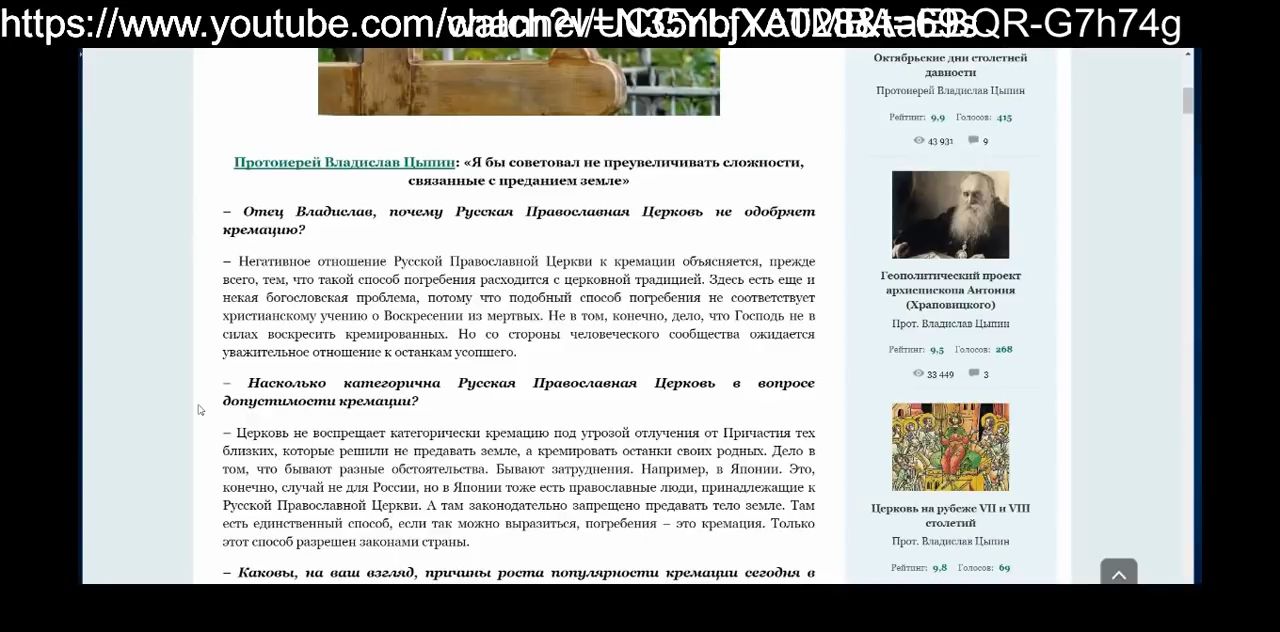 https://www.youtube.com/
Протоиерей Владислав Цыпин: «Я бы советовал не преувеличивать сложности,
связанные с преданием земле»
– Отец Владислав, почему Русская Православная Церковь не одобряет
кремацию?
– Негативное отношение Русской Православной Церкви к кремации объясняется, прежде
всего, тем, что такой способ погребения расходится с церковной традицией. Здесь есть еще и
некая богословская проблема, потому что подобный способ погребения не соответствует
христианскому учению о Воскресении из мертвых. Не в том, конечно, дело, что Господь не в
силах воскресить кремированных. Но со стороны человеческого сообщества ожидается
уважительное отношение к останкам усопшего.
– Насколько категорична Русская Православная Церковь в вопросе
допустимости кремации?
– Церковь не воспрещает категорически кремацию под угрозой отлучения от Причастия тех
близких, которые решили не предавать земле, а кремировать останки своих родных. Дело в
том, что бывают разные обстоятельства. Бывают затруднения. Например, в Японии. Это,
конечно, случай не для России, но в Японии тоже есть православные люди, принадлежащие к
Русской Православной Церкви. А там законодательно запрещено предавать тело земле. Там
есть единственный способ, если так можно выразиться, погребения – это кремация. Только
этот способ разрешен законами страны.
– Каковы, на ваш взгляд, причины роста популярности кремации сегодня в
Октябрьские дни столетней
давности
Протоиерей Владислав Цыпин
Рейтинг: 9,9 Голосов: 415
43 931 9
Геополитический проект
архиепископа Антония
(Храповицкого)
Прот. Владислав Цыпин
Рейтинг: 9,5 Голосов: 268
33 449 3
Церковь на рубеже VII и VIII
столетий
Прот. Владислав Цыпин
Рейтинг: 9,8 Голосов: 69